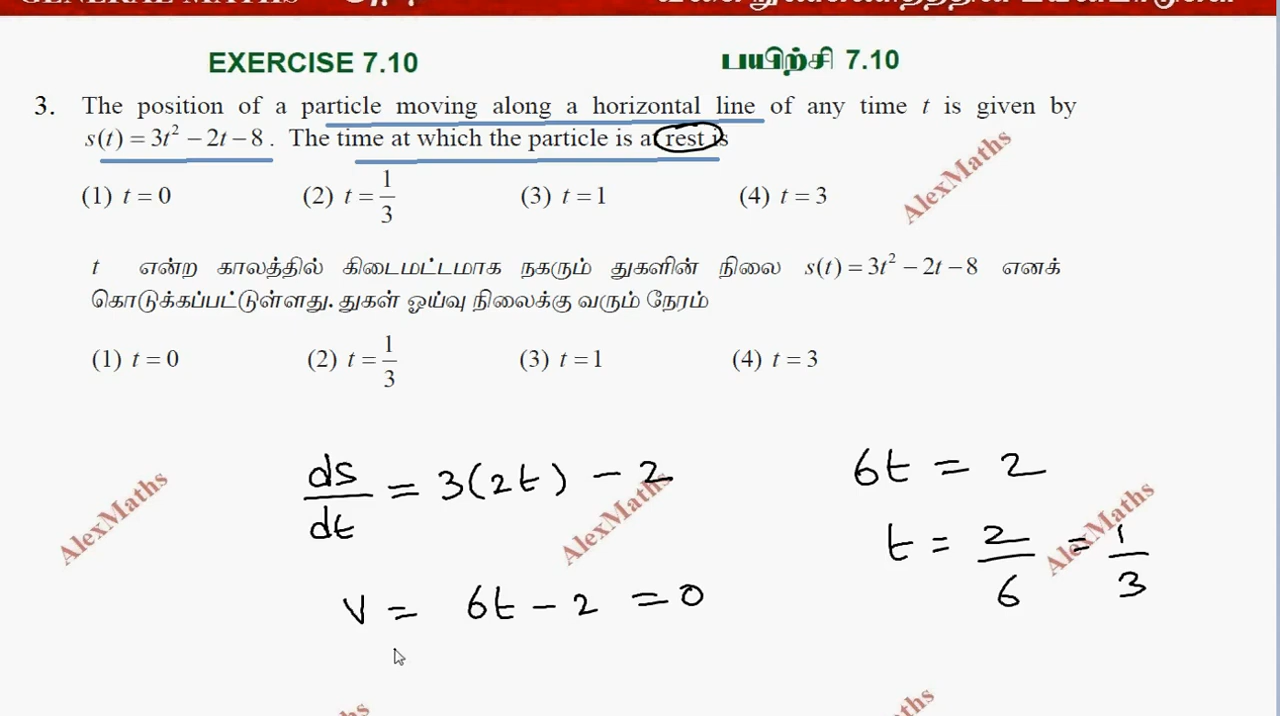 EXERCISE 7.10 பயிற்சி 7.10
3. The position of a particle moving along a horizontal line of any time t is given by
s(t) = 3t² − 2t − 8 . The time at which the particle is at rest is
(1) t = 0 (2) t = 1/3 (3) t = 1 (4) t = 3
AlexMaths
t என்ற காலத்தில் கிடைமட்டமாக நகரும் துகளின் நிலை s(t) = 3t² − 2t − 8 எனக்
கொடுக்கப்பட்டுள்ளது. துகள் ஓய்வு நிலைக்கு வரும் நேரம்
(1) t = 0 (2) t = 1/3 (3) t = 1 (4) t = 3
ds/dt = 3(2t) − 2 6t = 2
AlexMaths AlexMaths AlexMaths
t = 2/6 = 1/3
v = 6t − 2 = 0